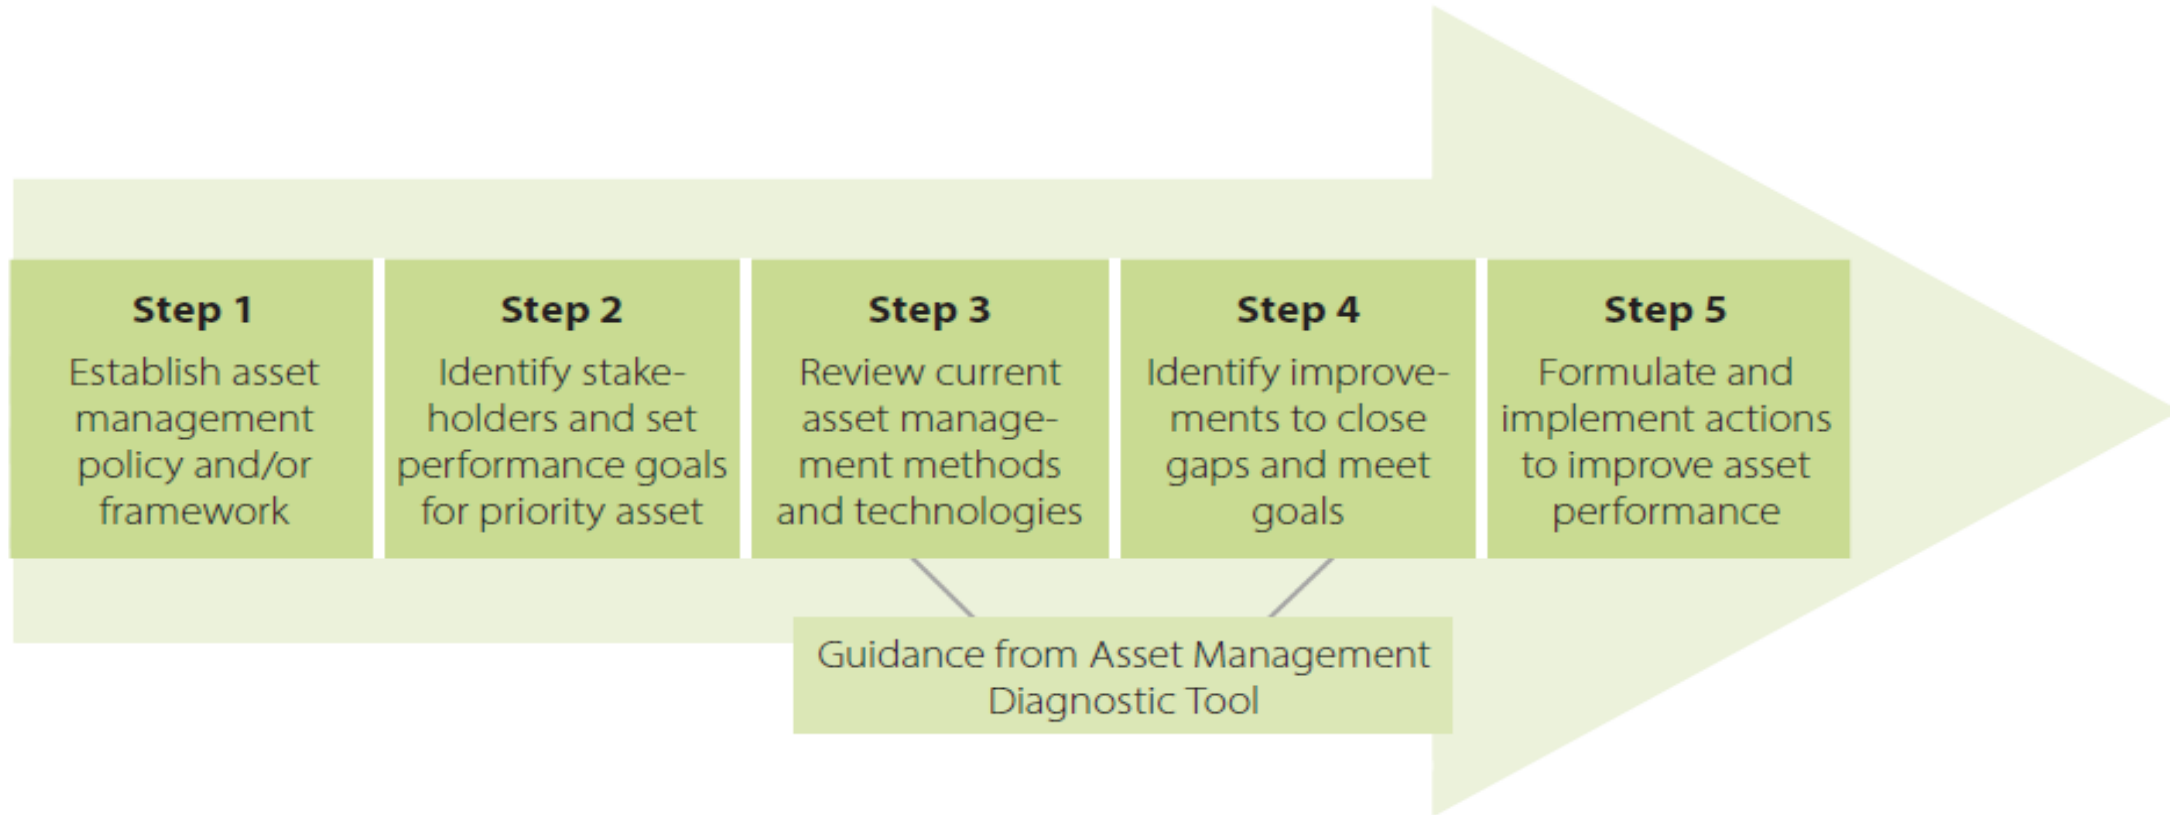 Step 1
Establish asset
management
policy and/or
framework
Step 2
Identify stake-
holders and set
performance goals
for priority asset
Step 3
Review current
asset manage-
ment methods
and technologies
Step 4
Identify improve-
ments to close
gaps and meet
goals
Step 5
Formulate and
implement actions
to improve asset
performance
Guidance from Asset Management
Diagnostic Tool